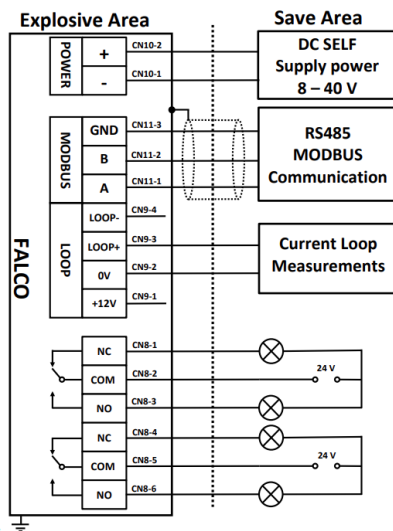 Explosive Area
Save Area
POWER
+
CN10-2
-
CN10-1
DC SELF
Supply power
8 – 40 V
MODBUS
GND
CN11-3
B
CN11-2
A
CN11-1
RS485
MODBUS
Communication
FALCO
LOOP
LOOP-
CN9-4
LOOP+
CN9-3
0V
CN9-2
+12V
CN9-1
Current Loop
Measurements
NC
CN8-1
COM
CN8-2
24 V
NO
CN8-3
NC
CN8-4
COM
CN8-5
24 V
NO
CN8-6